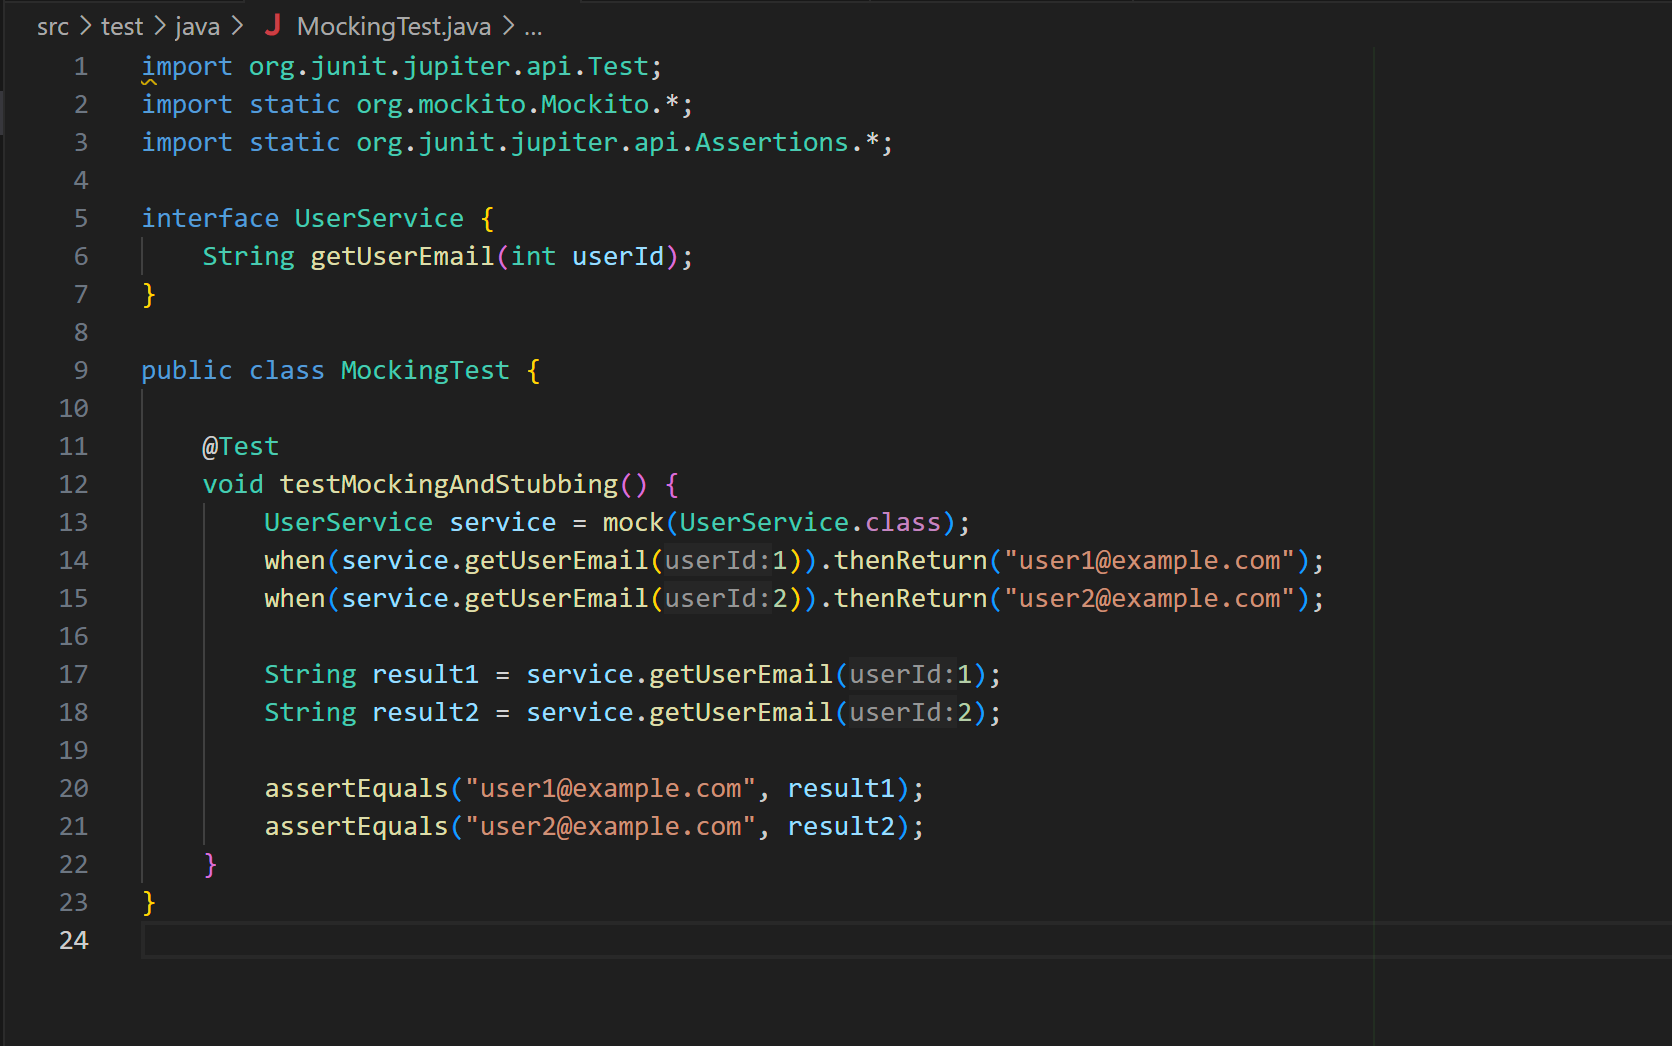 src > test > java > J MockingTest.java > ...
1 import org.junit.jupiter.api.Test;
2 import static org.mockito.Mockito.*;
3 import static org.junit.jupiter.api.Assertions.*;
4
5 interface UserService {
6     String getUserEmail(int userId);
7 }
8
9 public class MockingTest {
10
11     @Test
12     void testMockingAndStubbing() {
13         UserService service = mock(UserService.class);
14         when(service.getUserEmail(userId:1)).thenReturn("user1@example.com");
15         when(service.getUserEmail(userId:2)).thenReturn("user2@example.com");
16
17         String result1 = service.getUserEmail(userId:1);
18         String result2 = service.getUserEmail(userId:2);
19
20         assertEquals("user1@example.com", result1);
21         assertEquals("user2@example.com", result2);
22     }
23 }
24